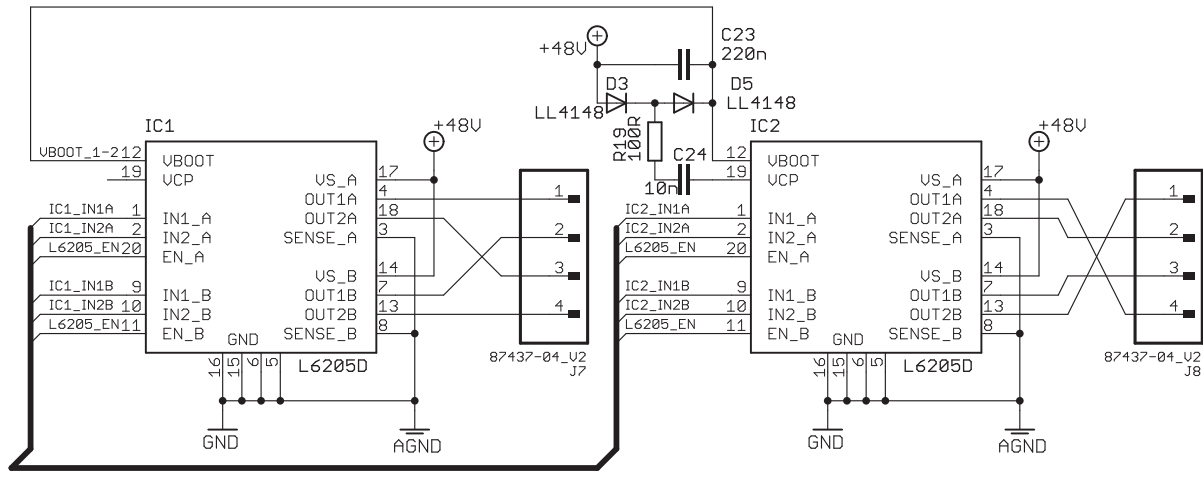 +48V
C23
220n
D3
LL4148
D5
LL4148
R19
100R
C24
10n
IC1
VBOOT_1-2
12
VBOOT
19
VCP
IC1_IN1A
1
IN1_A
IC1_IN2A
2
IN2_A
L6205_EN
20
EN_A
IC1_IN1B
9
IN1_B
IC1_IN2B
10
IN2_B
L6205_EN
11
EN_B
+48V
VS_A
17
OUT1A
4
OUT2A
18
SENSE_A
3
VS_B
14
OUT1B
7
OUT2B
13
SENSE_B
8
GND
16
15
6
5
L6205D
GND
AGND
1
2
3
4
87437-04_V2
J7
IC2
12
VBOOT
19
VCP
IC2_IN1A
1
IN1_A
IC2_IN2A
2
IN2_A
L6205_EN
20
EN_A
IC2_IN1B
9
IN1_B
IC2_IN2B
10
IN2_B
L6205_EN
11
EN_B
+48V
VS_A
17
OUT1A
4
OUT2A
18
SENSE_A
3
VS_B
14
OUT1B
7
OUT2B
13
SENSE_B
8
GND
16
15
6
5
L6205D
GND
AGND
1
2
3
4
87437-04_V2
J8